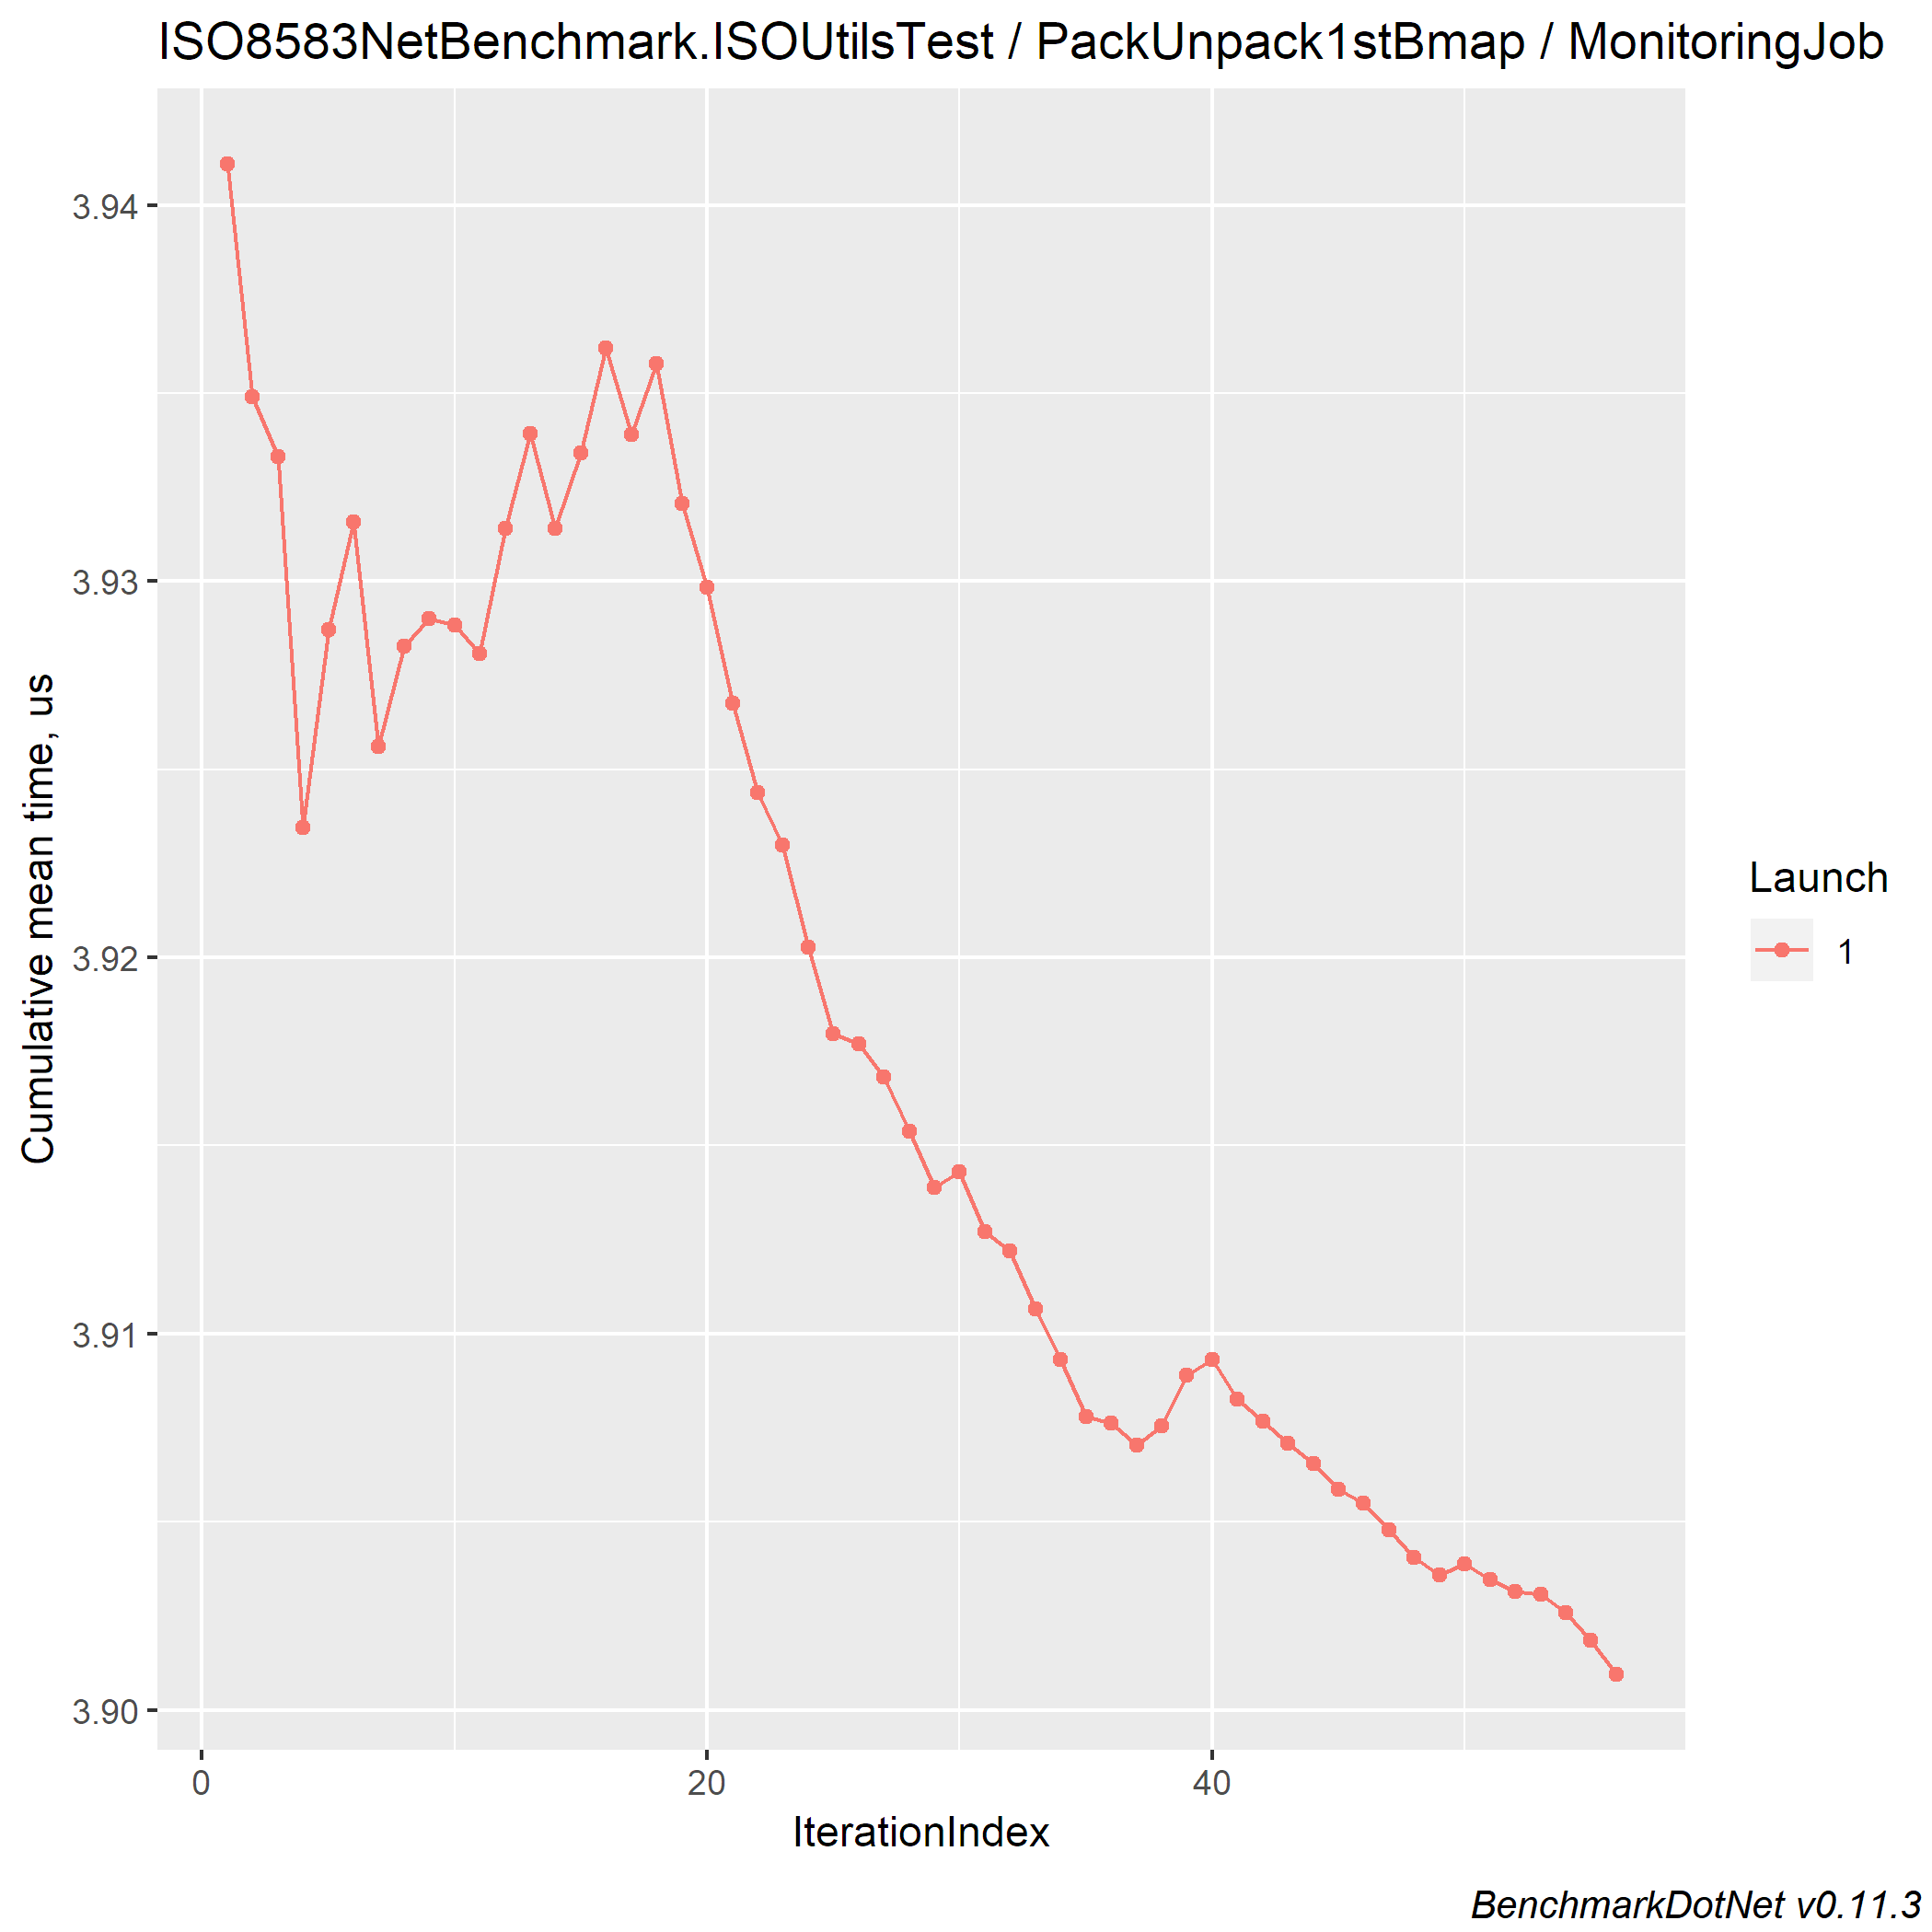 ISO8583NetBenchmark.ISOUtilsTest / PackUnpack1stBmap / MonitoringJob
3.94
3.93
3.92
3.91
3.90
Cumulative mean time, us
0 20 40
IterationIndex
Launch
1
BenchmarkDotNet v0.11.3